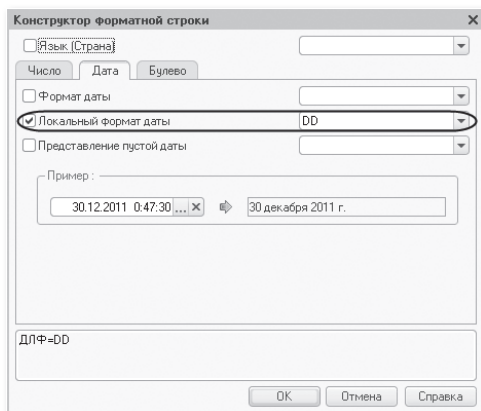 Конструктор форматной строки
Язык (Страна)
Число Дата Булево
Формат даты
Локальный формат даты DD
Представление пустой даты
Пример :
30.12.2011 0:47:30 ... 30 декабря 2011 г.
ДЛФ=DD
OK Отмена Справка